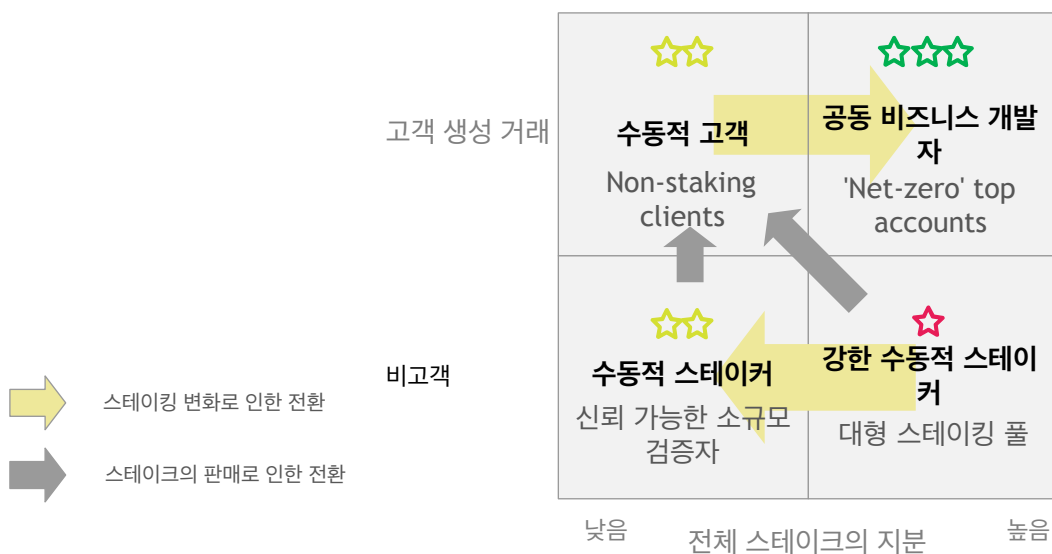 고객 생성 거래
수동적 고객
Non-staking
clients
공동 비즈니스 개발
자
'Net-zero' top
accounts
비고객
수동적 스테이커
신뢰 가능한 소규모
검증자
강한 수동적 스테이
커
대형 스테이킹 풀
스테이킹 변화로 인한 전환
스테이크의 판매로 인한 전환
낮음
전체 스테이크의 지분
높음